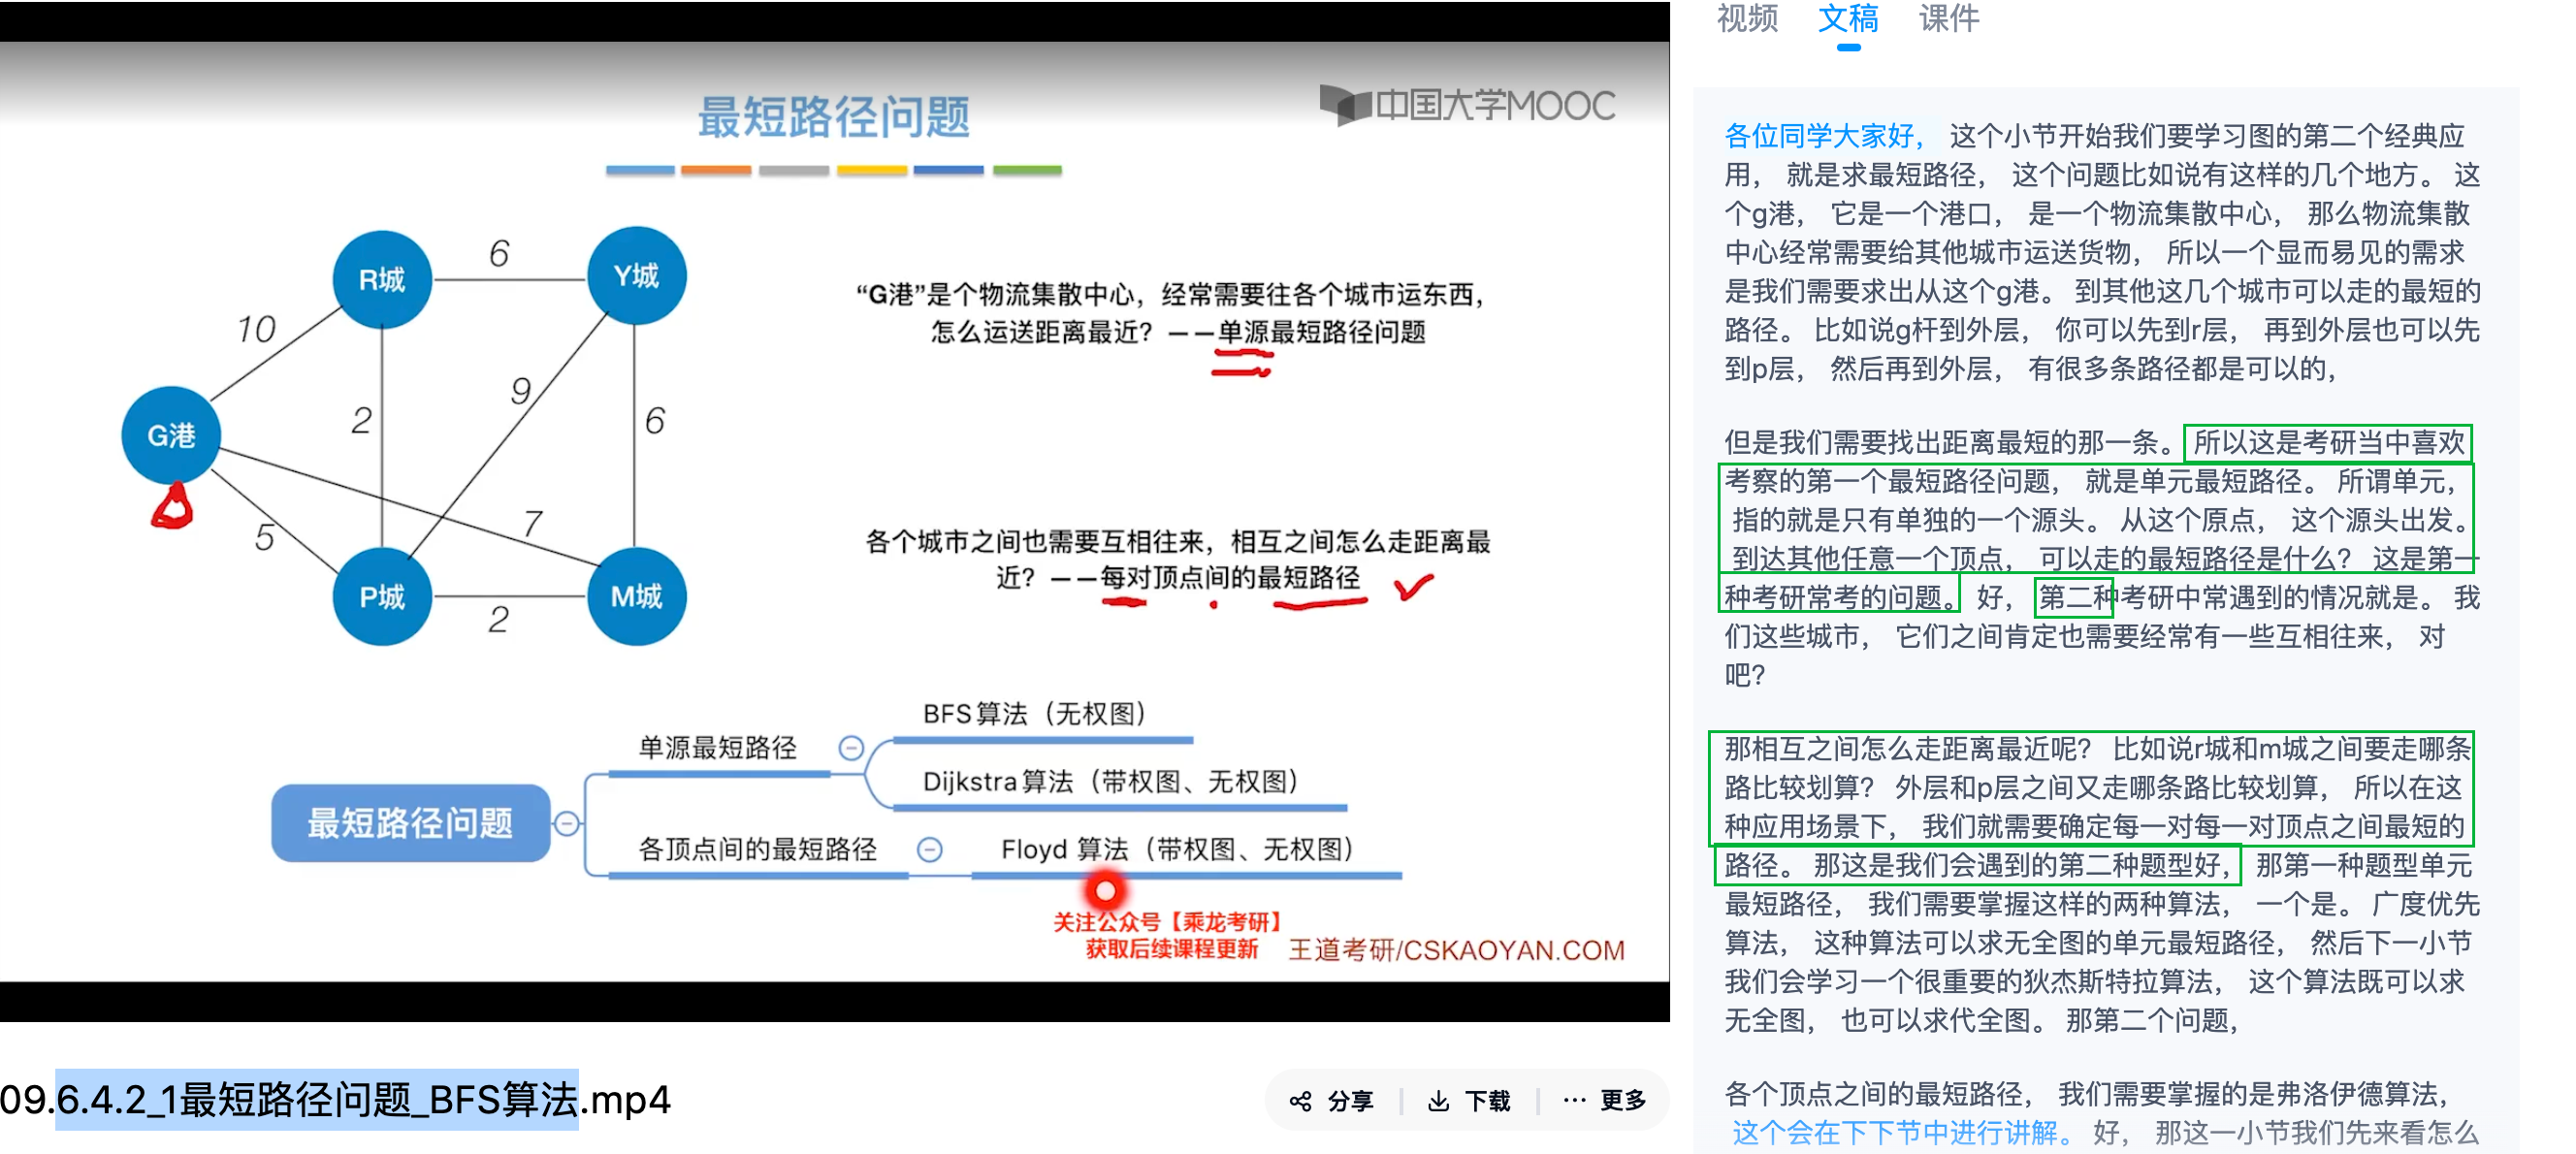 最短路径问题
中国大学MOOC
R城
Y城
G港
P城
M城
6
10
2
9
6
7
5
2
“G港”是个物流集散中心，经常需要往各个城市运东西，
怎么运送距离最近？——单源最短路径问题
各个城市之间也需要互相往来，相互之间怎么走距离最
近？——每对顶点间的最短路径
最短路径问题
单源最短路径
BFS算法（无权图）
Dijkstra算法（带权图、无权图）
各顶点间的最短路径
Floyd 算法（带权图、无权图）
关注公众号【乘龙考研】
获取后续课程更新
王道考研/CSKAOYAN.COM
09.6.4.2_1最短路径问题_BFS算法.mp4
分享
下载
更多
视频 文稿 课件
各位同学大家好， 这个小节开始我们要学习图的第二个经典应
用， 就是求最短路径， 这个问题比如说有这样的几个地方。 这
个g港， 它是一个港口， 是一个物流集散中心， 那么物流集散
中心经常需要给其他城市运送货物， 所以一个显而易见的需求
是我们需要求出从这个g港。 到其他这几个城市可以走的最短的
路径。 比如说g杆到外层， 你可以先到r层， 再到外层也可以先
到p层， 然后再到外层， 有很多条路径都是可以的，
但是我们需要找出距离最短的那一条。 所以这是考研当中喜欢
考察的第一个最短路径问题， 就是单元最短路径。 所谓单元，
指的就是只有单独的一个源头。 从这个原点， 这个源头出发。
到达其他任意一个顶点， 可以走的最短路径是什么？ 这是第一
种考研常考的问题。 好， 第二种考研中常遇到的情况就是。 我
们这些城市， 它们之间肯定也需要经常有一些互相往来， 对
吧？
那相互之间怎么走距离最近呢？ 比如说r城和m城之间要走哪条
路比较划算？ 外层和p层之间又走哪条路比较划算， 所以在这
种应用场景下， 我们就需要确定每一对每一对顶点之间最短的
路径。 那这是我们会遇到的第二种题型好， 那第一种题型单元
最短路径， 我们需要掌握这样的两种算法， 一个是。 广度优先
算法， 这种算法可以求无全图的单元最短路径， 然后下一小节
我们会学习一个很重要的狄杰斯特拉算法， 这个算法既可以求
无全图， 也可以求代全图。 那第二个问题，
各个顶点之间的最短路径， 我们需要掌握的是弗洛伊德算法，
这个会在下下节中进行讲解。 好， 那这一小节我们先来看怎么